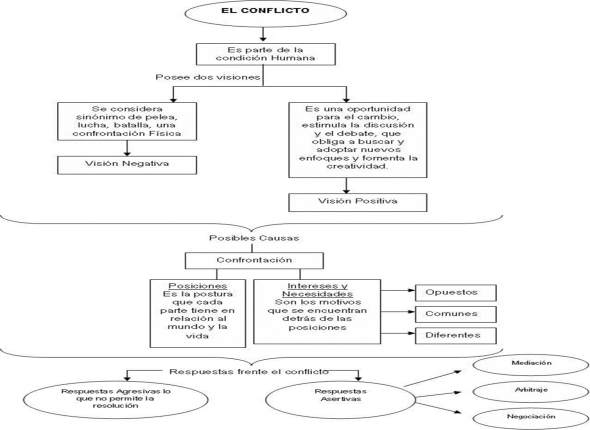 EL CONFLICTO
Es parte de la
condición Humana
Posee dos visiones
Se considera
sinónimo de pelea,
lucha, batalla, una
confrontación Física
Visión Negativa
Es una oportunidad
para el cambio,
estimula la discusión
y el debate, que
obliga a buscar y
adoptar nuevos
enfoques y fomenta la
creatividad.
Visión Positiva
Posibles Causas
Confrontación
Posiciones
Es la postura
que cada
parte tiene en
relación al
mundo y la
vida
Intereses y
Necesidades
Son los motivos
que se encuentran
detrás de las
posiciones
Opuestos
Comunes
Diferentes
Respuestas frente el conflicto
Respuestas Agresivas lo
que no permite la
resolución
Respuestas
Asertivas
Mediación
Arbitraje
Negociación